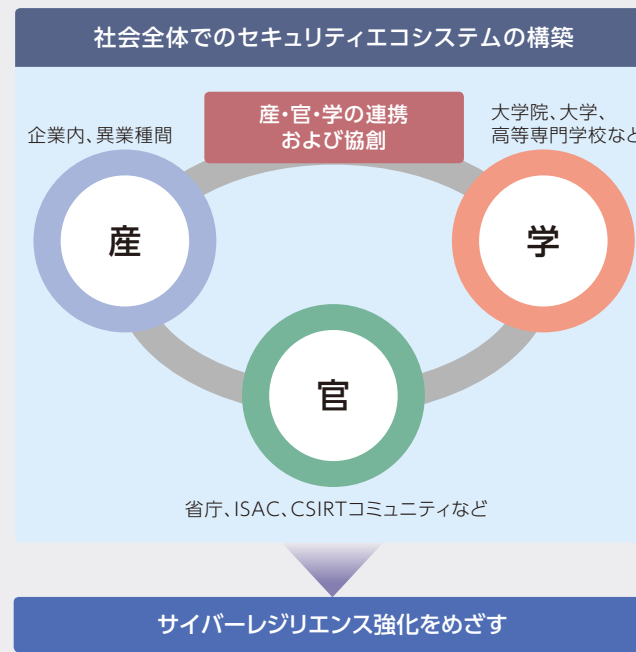 社会全体でのセキュリティエコシステムの構築
産・官・学の連携
および協創
企業内、異業種間
大学院、大学、
高等専門学校など
産
学
官
省庁、ISAC、CSIRTコミュニティなど
サイバーレジリエンス強化をめざす